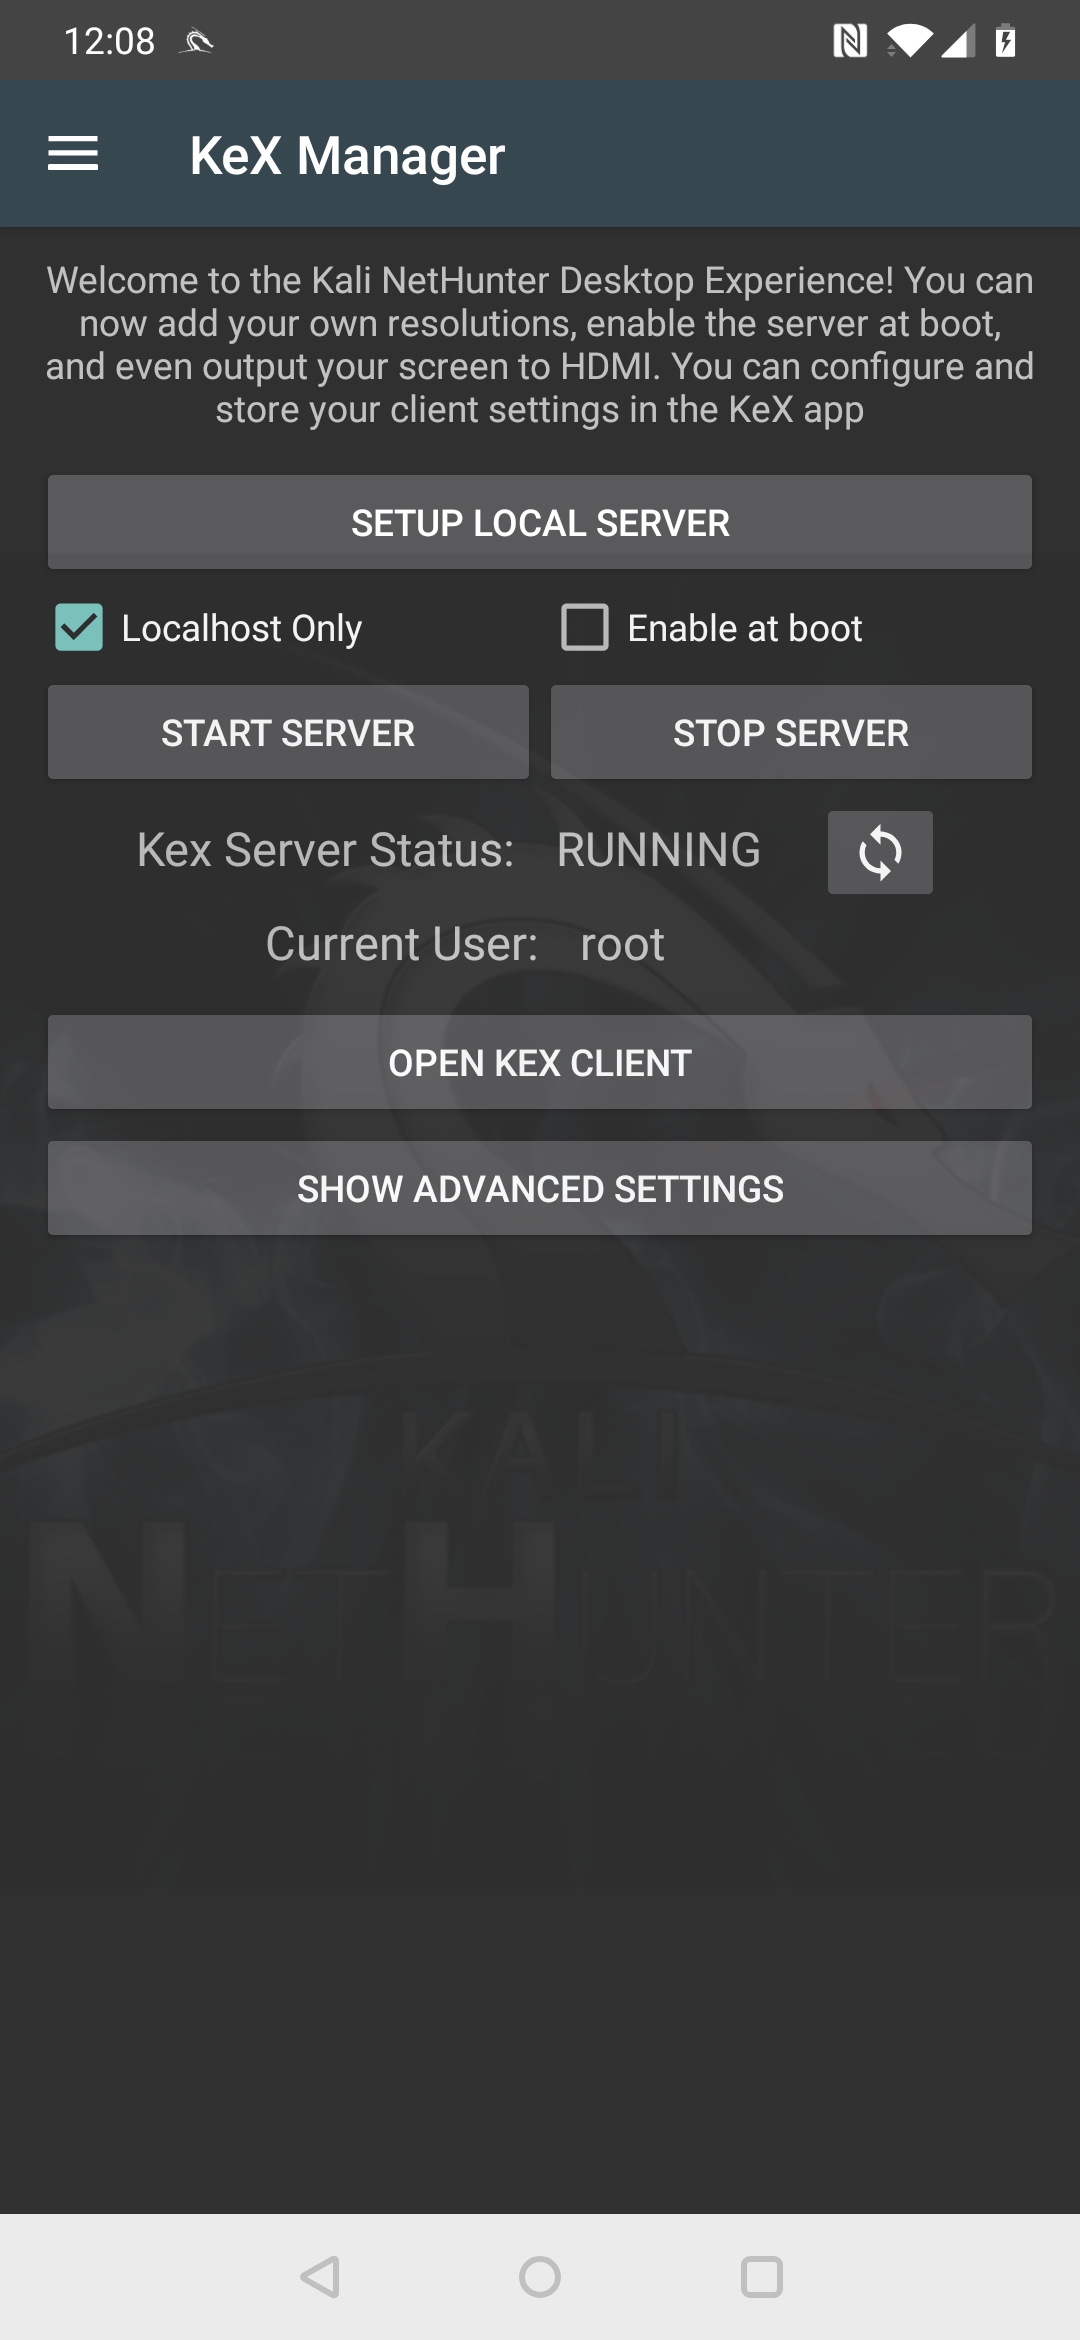 12:08
KeX Manager
Welcome to the Kali NetHunter Desktop Experience! You can
now add your own resolutions, enable the server at boot,
and even output your screen to HDMI. You can configure and
store your client settings in the KeX app
SETUP LOCAL SERVER
Localhost Only
Enable at boot
START SERVER
STOP SERVER
Kex Server Status: RUNNING
Current User: root
OPEN KEX CLIENT
SHOW ADVANCED SETTINGS
KALI
NETHUNTER